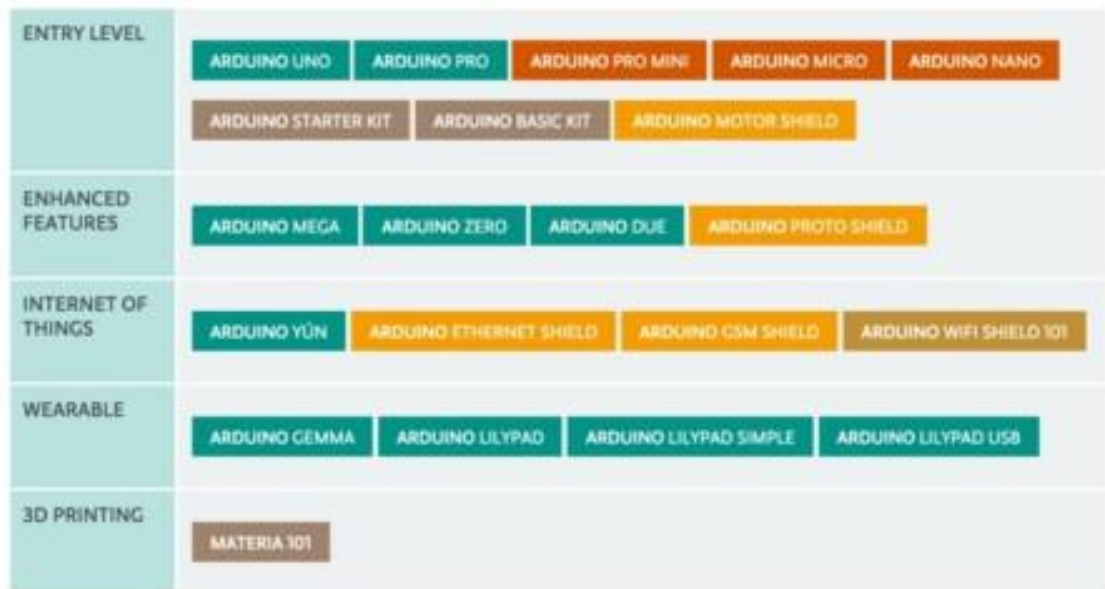 ENTRY LEVEL
ARDUINO UNO ARDUINO PRO ARDUINO PRO MINI ARDUINO MICRO ARDUINO NANO
ARDUINO STARTER KIT ARDUINO BASIC KIT ARDUINO MOTOR SHIELD
ENHANCED
FEATURES
ARDUINO MEGA ARDUINO ZERO ARDUINO DUE ARDUINO PROTO SHIELD
INTERNET OF
THINGS
ARDUINO YÚN ARDUINO ETHERNET SHIELD ARDUINO GSM SHIELD ARDUINO WIFI SHIELD 101
WEARABLE
ARDUINO GEMMA ARDUINO LILYPAD ARDUINO LILYPAD SIMPLE ARDUINO LILYPAD USB
3D PRINTING
MATERIA 101